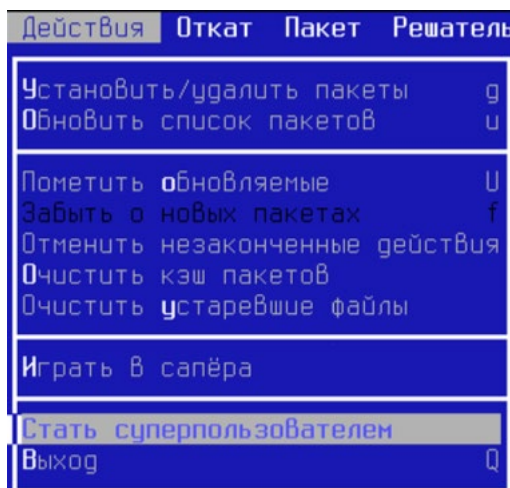 Действия Откат Пакет Решатель
Установить/удалить пакеты g
Обновить список пакетов u
Пометить обновляемые U
Забыть о новых пакетах f
Отменить незаконченные действия
Очистить кэш пакетов
Очистить устаревшие файлы
Играть в сапёра
Стать суперпользователем
Выход Q